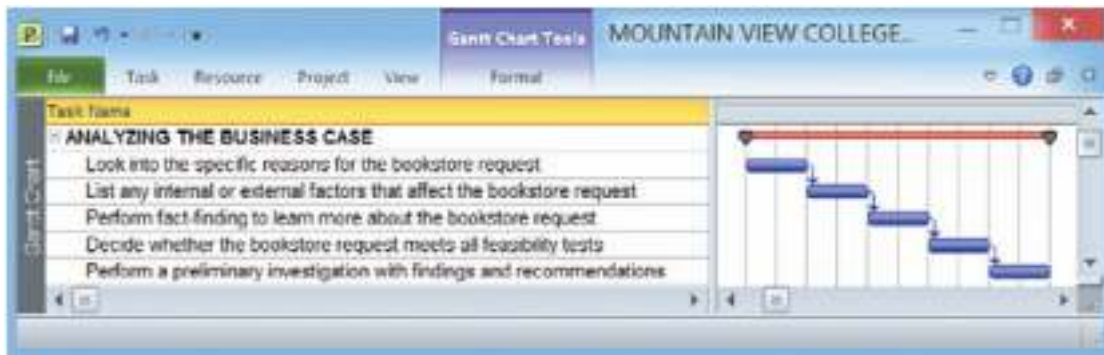 Gantt Chart Tools MOUNTAIN VIEW COLLEGE...
File Task Resource Project View Format
Task Name
ANALYZING THE BUSINESS CASE
Look into the specific reasons for the bookstore request
List any internal or external factors that affect the bookstore request
Perform fact-finding to learn more about the bookstore request
Decide whether the bookstore request meets all feasibility tests
Perform a preliminary investigation with findings and recommendations
Gantt Chart